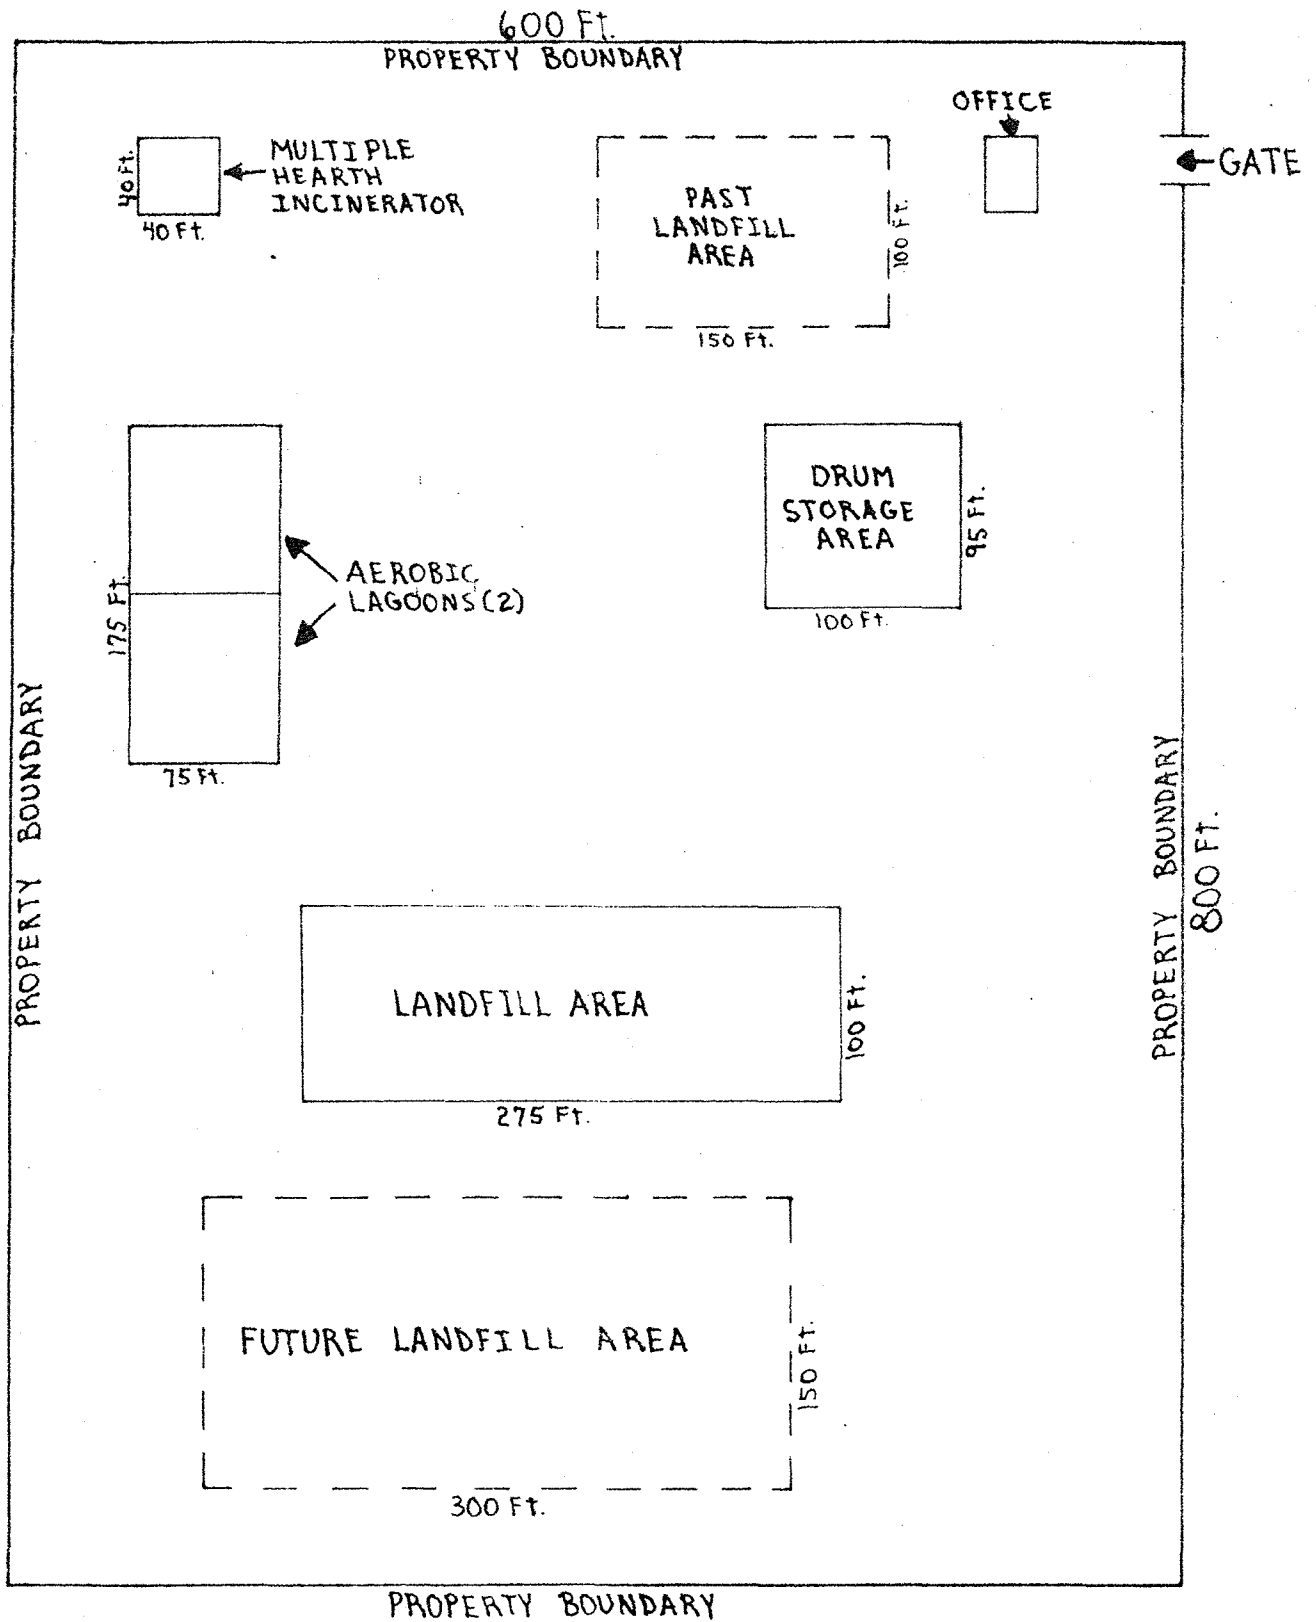 600 Ft.
PROPERTY BOUNDARY
OFFICE
GATE
MULTIPLE
HEARTH
INCINERATOR
40 Ft.
40 Ft.
PAST
LANDFILL
AREA
100 Ft.
150 Ft.
DRUM
STORAGE
AREA
95 Ft.
100 Ft.
AEROBIC
LAGOONS (2)
175 Ft.
75 Ft.
PROPERTY BOUNDARY
PROPERTY BOUNDARY
800 Ft.
LANDFILL AREA
100 Ft.
275 Ft.
FUTURE LANDFILL AREA
150 Ft.
300 Ft.
PROPERTY BOUNDARY